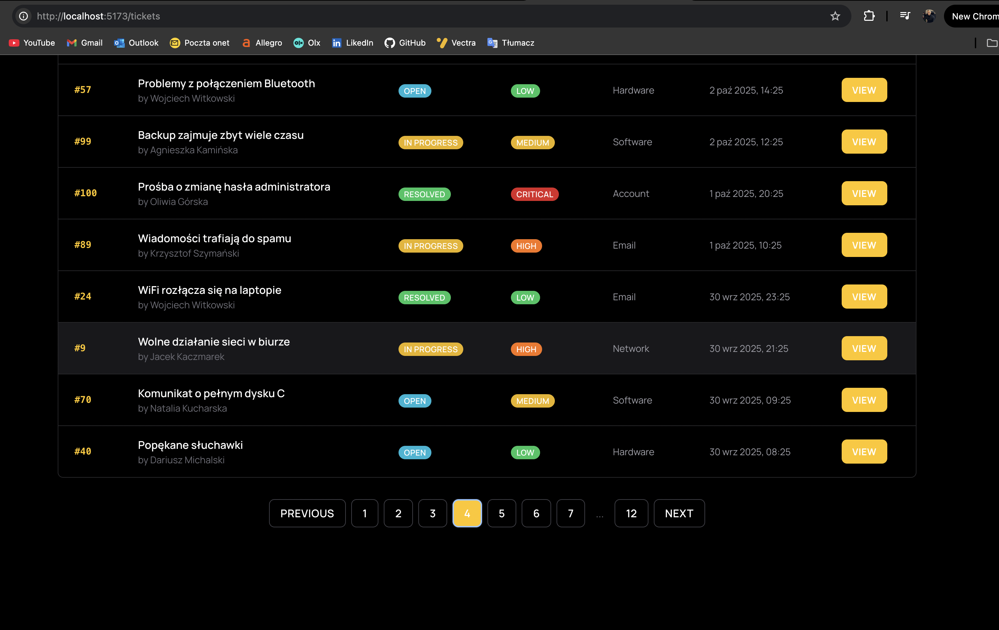 http://localhost:5173/tickets
New Chrom
YouTube Gmail Outlook Poczta onet Allegro Olx LinkedIn GitHub Vectra Tłumacz
#57 Problemy z połączeniem Bluetooth OPEN LOW Hardware 2 paź 2025, 14:25 VIEW
by Wojciech Witkowski
#99 Backup zajmuje zbyt wiele czasu IN PROGRESS MEDIUM Software 2 paź 2025, 12:25 VIEW
by Agnieszka Kamińska
#100 Prośba o zmianę hasła administratora RESOLVED CRITICAL Account 1 paź 2025, 20:25 VIEW
by Oliwia Górska
#89 Wiadomości trafiają do spamu IN PROGRESS HIGH Email 1 paź 2025, 10:25 VIEW
by Krzysztof Szymański
#24 WiFi rozłącza się na laptopie RESOLVED LOW Email 30 wrz 2025, 23:25 VIEW
by Wojciech Witkowski
#9 Wolne działanie sieci w biurze IN PROGRESS HIGH Network 30 wrz 2025, 21:25 VIEW
by Jacek Kaczmarek
#70 Komunikat o pełnym dysku C OPEN MEDIUM Software 30 wrz 2025, 09:25 VIEW
by Natalia Kucharska
#40 Popękane słuchawki OPEN LOW Hardware 30 wrz 2025, 08:25 VIEW
by Dariusz Michalski
PREVIOUS 1 2 3 4 5 6 7 ... 12 NEXT